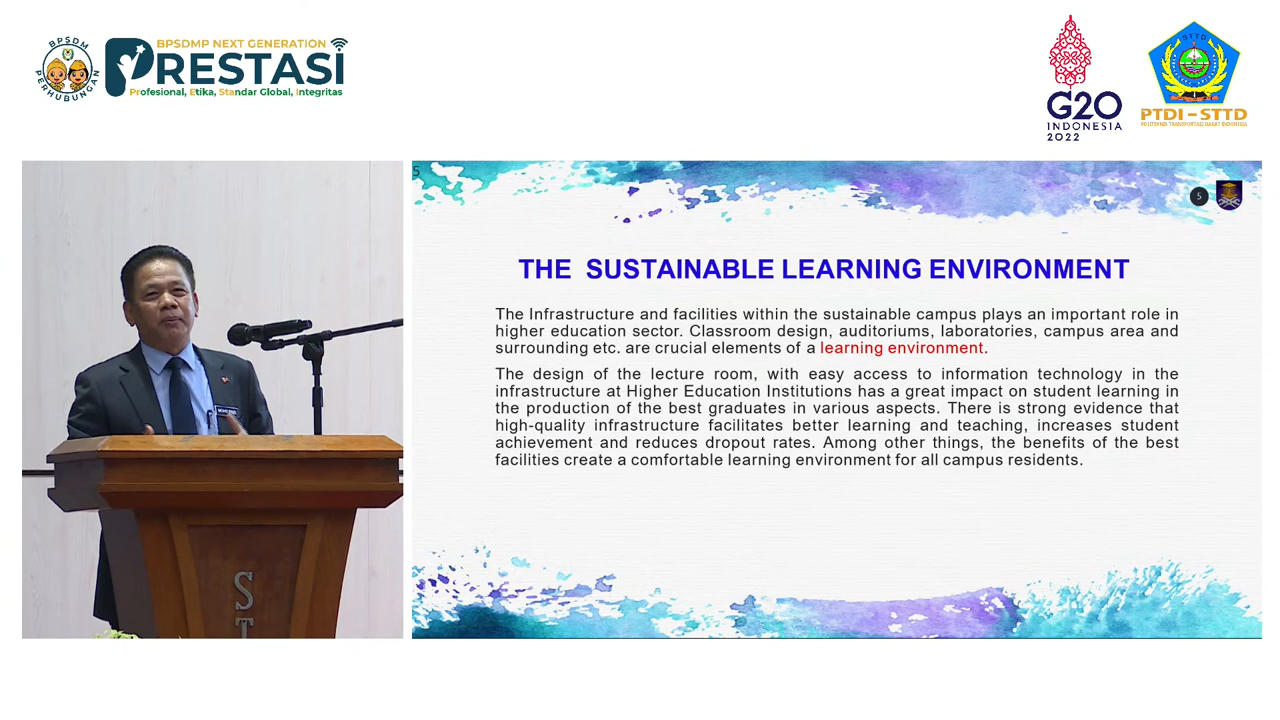 BPSDM
PERHUBUNGAN
BPSDMP NEXT GENERATION
PRESTASI
Profesional, Etika, Standar Global, Integritas
G20
INDONESIA
2022
STTD
PTDI - STTD
POLITEKNIK TRANSPORTASI DARAT INDONESIA
5
5
THE SUSTAINABLE LEARNING ENVIRONMENT
The Infrastructure and facilities within the sustainable campus plays an important role in
higher education sector. Classroom design, auditoriums, laboratories, campus area and
surrounding etc. are crucial elements of a learning environment.
The design of the lecture room, with easy access to information technology in the
infrastructure at Higher Education Institutions has a great impact on student learning in
the production of the best graduates in various aspects. There is strong evidence that
high-quality infrastructure facilitates better learning and teaching, increases student
achievement and reduces dropout rates. Among other things, the benefits of the best
facilities create a comfortable learning environment for all campus residents.
S
T